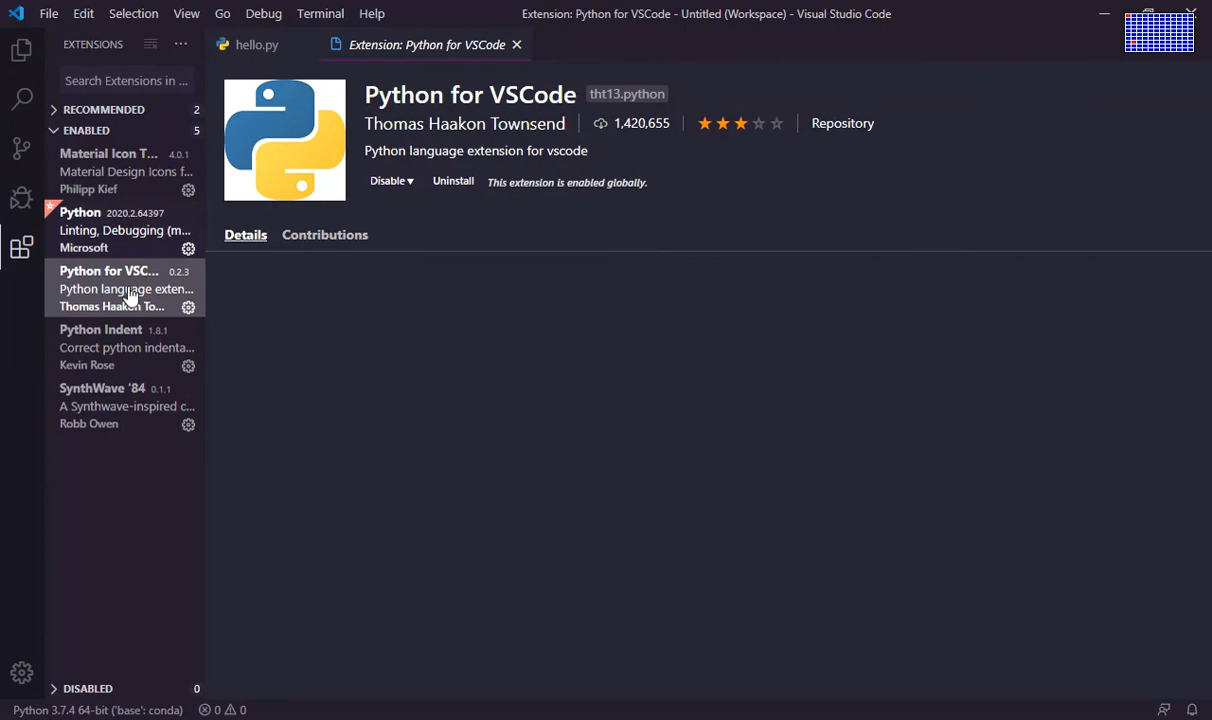 File Edit Selection View Go Debug Terminal Help
Extension: Python for VSCode - Untitled (Workspace) - Visual Studio Code
EXTENSIONS
hello.py
Extension: Python for VSCode
Search Extensions in ...
RECOMMENDED 2
ENABLED 5
Material Icon T... 4.0.1
Material Design Icons f...
Philipp Kief
Python 2020.2.64397
Linting, Debugging (m...
Microsoft
Python for VSC... 0.2.3
Python language exten...
Thomas Haakon To...
Python Indent 1.8.1
Correct python indenta...
Kevin Rose
SynthWave '84 0.1.1
A Synthwave-inspired c...
Robb Owen
DISABLED 0
Python for VSCode tht13.python
Thomas Haakon Townsend 1,420,655 Repository
Python language extension for vscode
Disable Uninstall This extension is enabled globally.
Details Contributions
Python 3.7.4 64-bit ('base': conda) 0 0